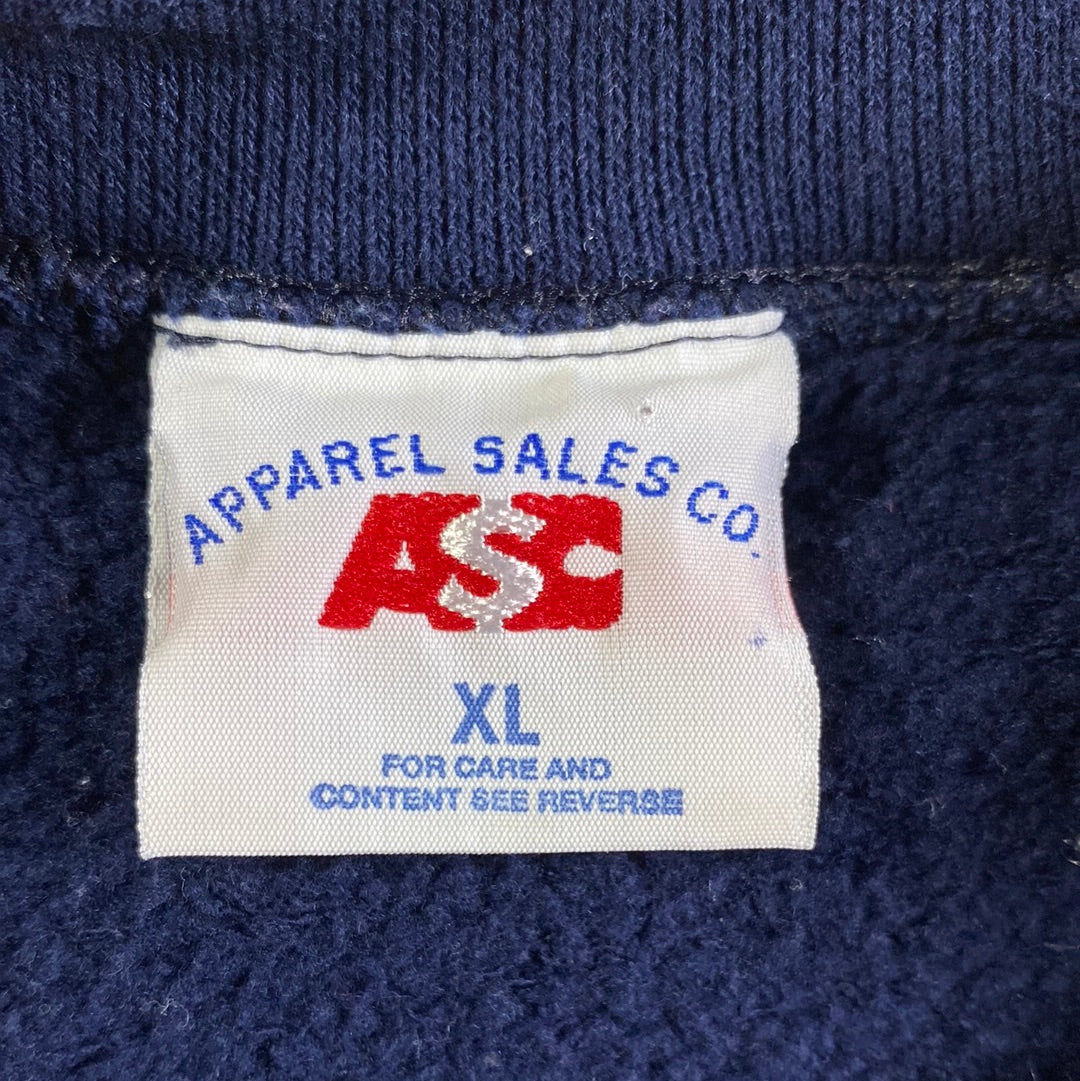 APPAREL SALES CO.
ASC
XL
FOR CARE AND
CONTENT SEE REVERSE